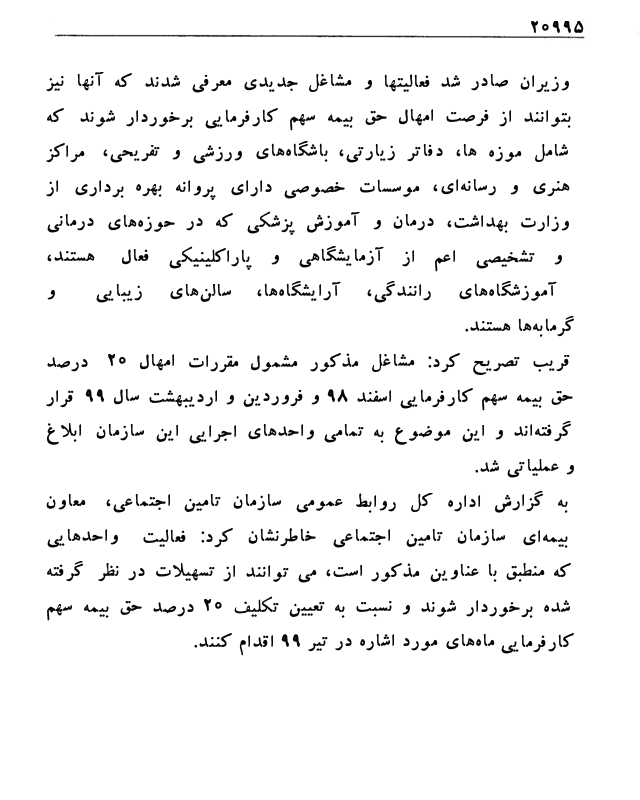 ۲۰۹۹۵
وزیران صادر شد فعالیتها و مشاغل جدیدی معرفی شدند که آنها نیز
بتوانند از فرصت امهال حق بیمه سهم کارفرمایی برخوردار شوند که
شامل موزه ها، دفاتر زیارتی، باشگاه‌های ورزشی و تفریحی، مراکز
هنری و رسانه‌ای، موسسات خصوصی دارای پروانه بهره برداری از
وزارت بهداشت، درمان و آموزش پزشکی که در حوزه‌های درمانی
و تشخیصی اعم از آزمایشگاهی و پاراکلینیکی فعال هستند،
آموزشگاه‌های رانندگی، آرایشگاه‌ها، سالن‌های زیبایی و
گرمابه‌ها هستند.
قریب تصریح کرد: مشاغل مذکور مشمول مقررات امهال ۲۰ درصد
حق بیمه سهم کارفرمایی اسفند ۹۸ و فروردین و اردیبهشت سال ۹۹ قرار
گرفته‌اند و این موضوع به تمامی واحدهای اجرایی این سازمان ابلاغ
و عملیاتی شد.
به گزارش اداره کل روابط عمومی سازمان تامین اجتماعی، معاون
بیمه‌ای سازمان تامین اجتماعی خاطرنشان کرد: فعالیت واحدهایی
که منطبق با عناوین مذکور است، می توانند از تسهیلات در نظر گرفته
شده برخوردار شوند و نسبت به تعیین تکلیف ۲۰ درصد حق بیمه سهم
کارفرمایی ماه‌های مورد اشاره در تیر ۹۹ اقدام کنند.